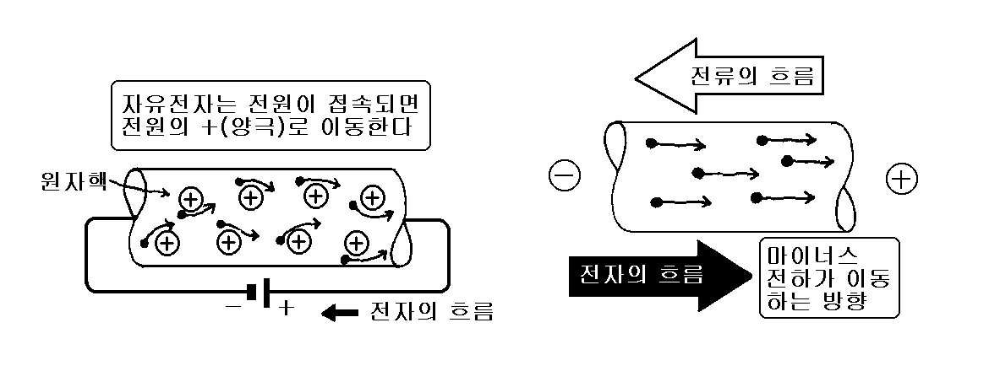 자유전자는 전원이 접속되면
전원의 +(양극)로 이동한다
원자핵
+
+
+
+
+
+
+
+
−
+
전자의 흐름
전류의 흐름
−
+
전자의 흐름
마이너스
전하가 이동
하는 방향